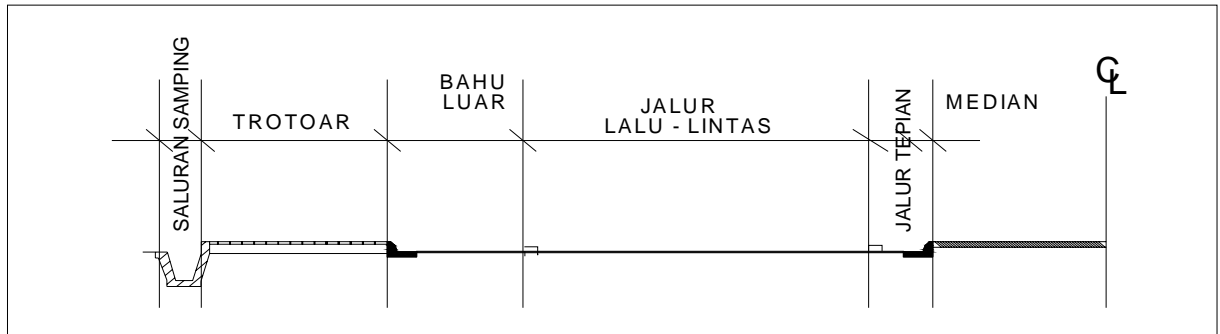 SALURAN SAMPING
TROTOAR
BAHU
LUAR
JALUR
LALU - LINTAS
JALUR TEPIAN
MEDIAN
CL